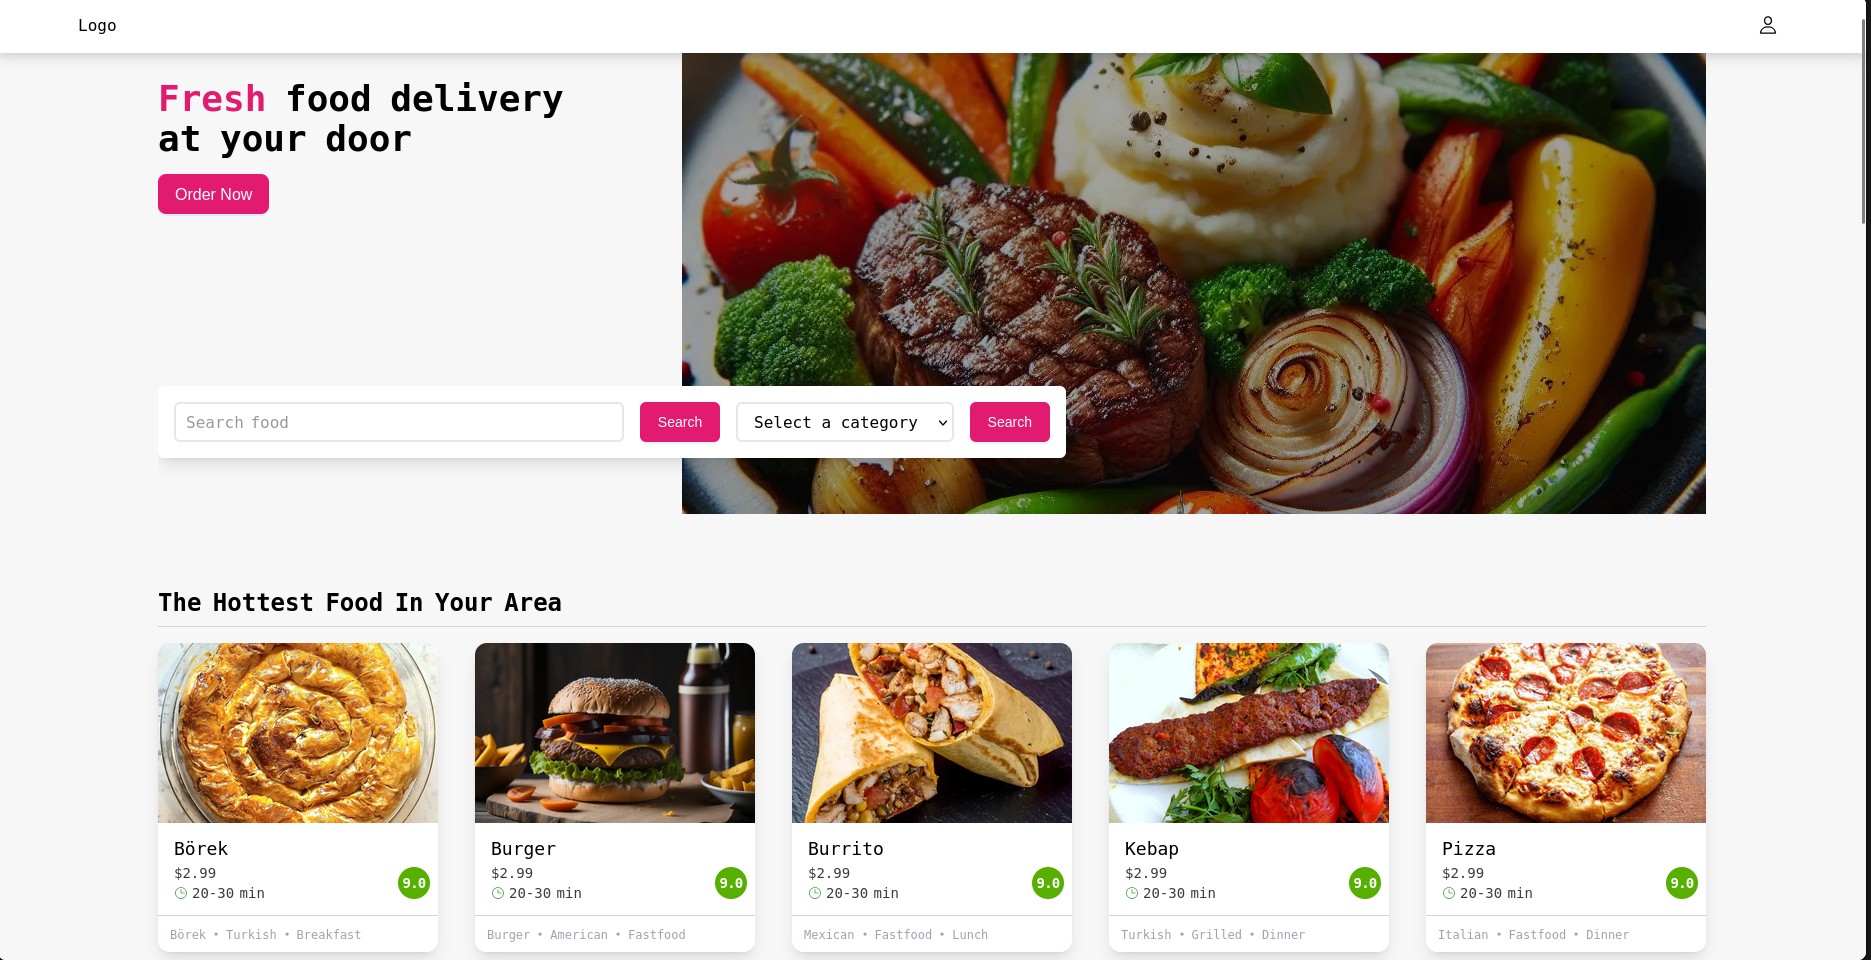 Logo
Fresh food delivery
at your door
Order Now
Search food
Search
Select a category
Search
The Hottest Food In Your Area
Börek
$2.99
20-30 min
9.0
Börek • Turkish • Breakfast
Burger
$2.99
20-30 min
9.0
Burger • American • Fastfood
Burrito
$2.99
20-30 min
9.0
Mexican • Fastfood • Lunch
Kebap
$2.99
20-30 min
9.0
Turkish • Grilled • Dinner
Pizza
$2.99
20-30 min
9.0
Italian • Fastfood • Dinner